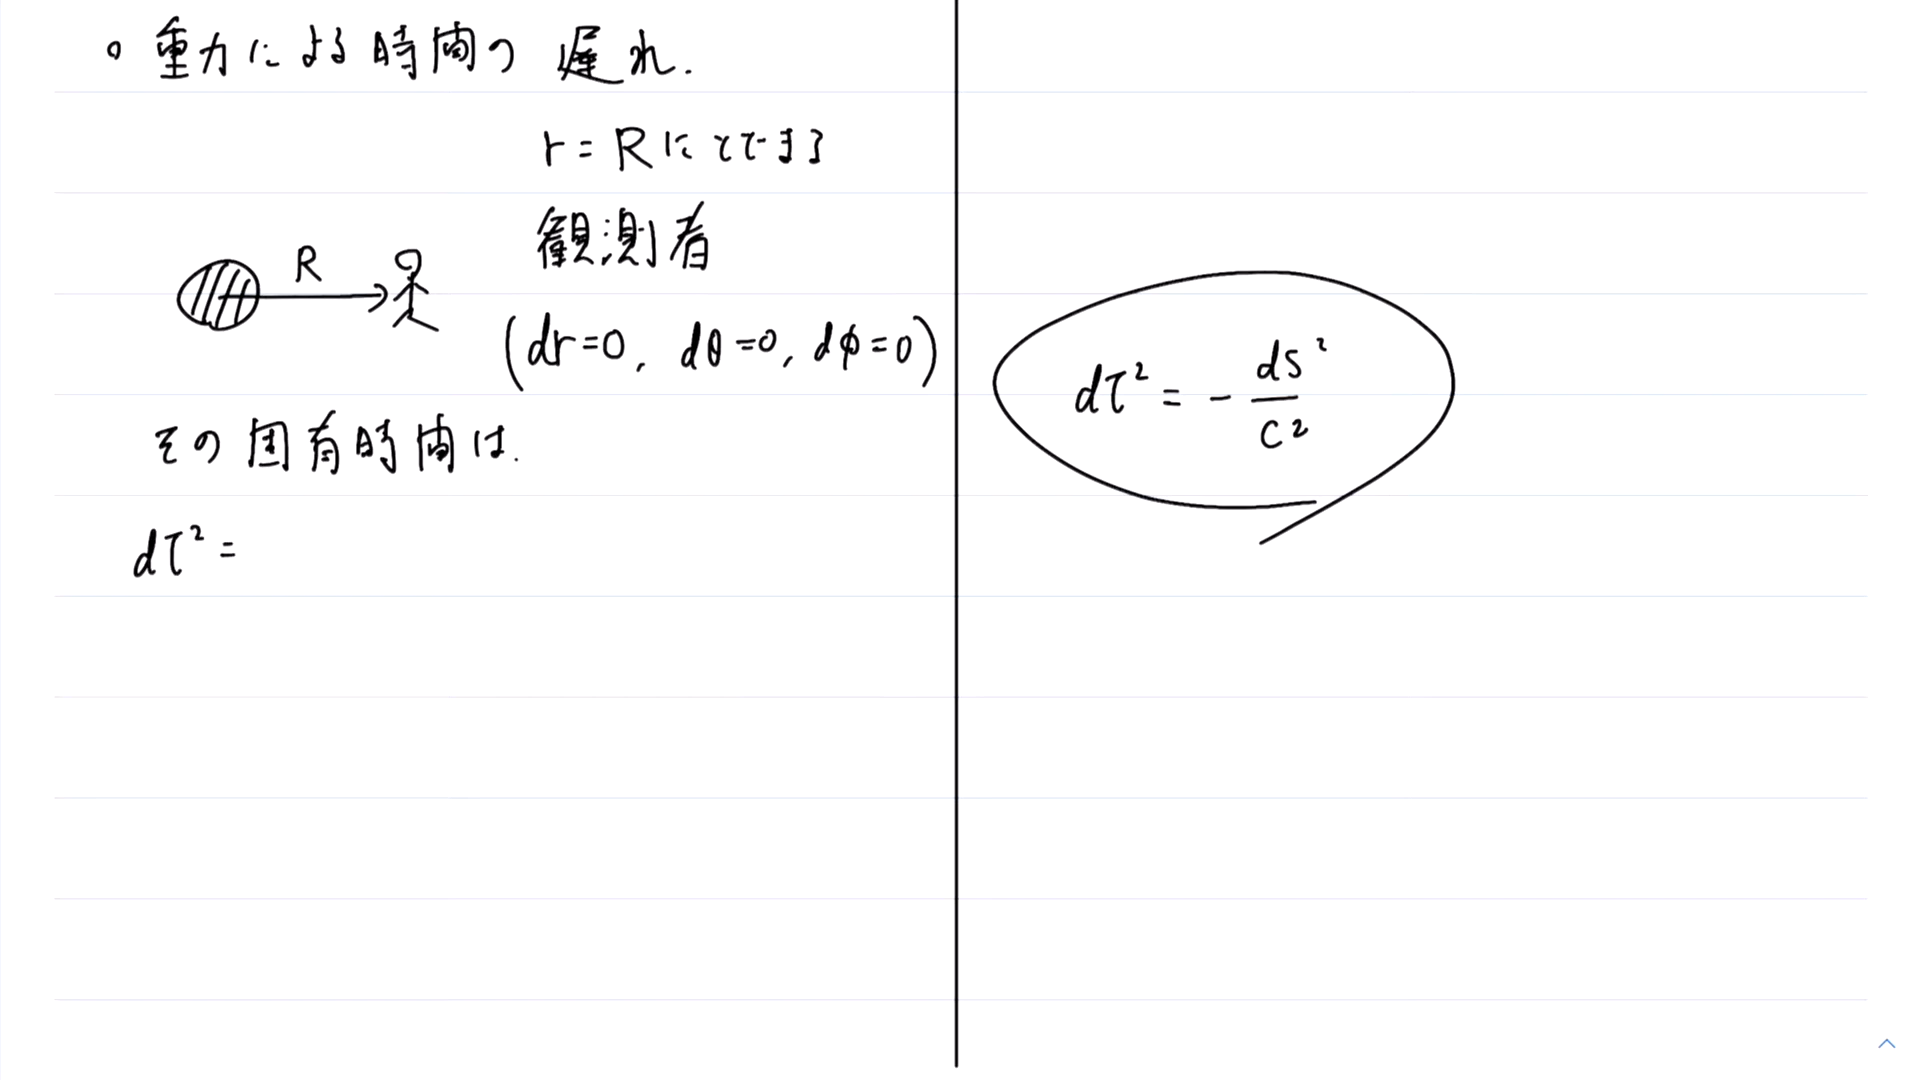 ○ 重力による時間の遅れ.
r = R にとどまる
観測者
R
(dr=0, dθ=0, dφ=0)
その固有時間は.
dτ² =
dτ² = - ds² / c²